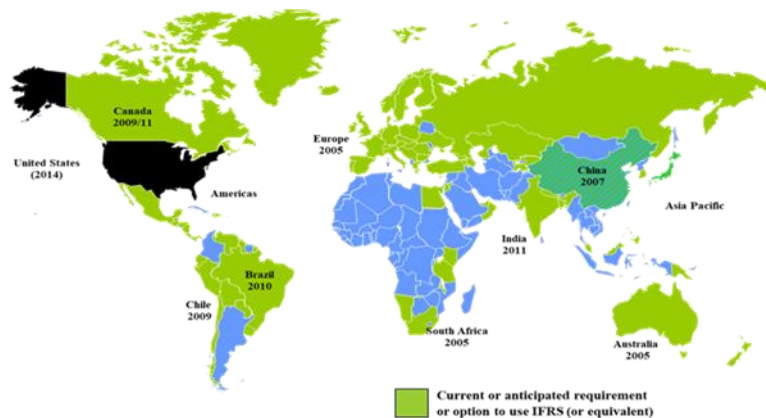 Canada
2009/11
Europe
2005
United States
(2014)
Americas
China
2007
Asia Pacific
India
2011
Brazil
2010
Chile
2009
South Africa
2005
Australia
2005
Current or anticipated requirement
or option to use IFRS (or equivalent)